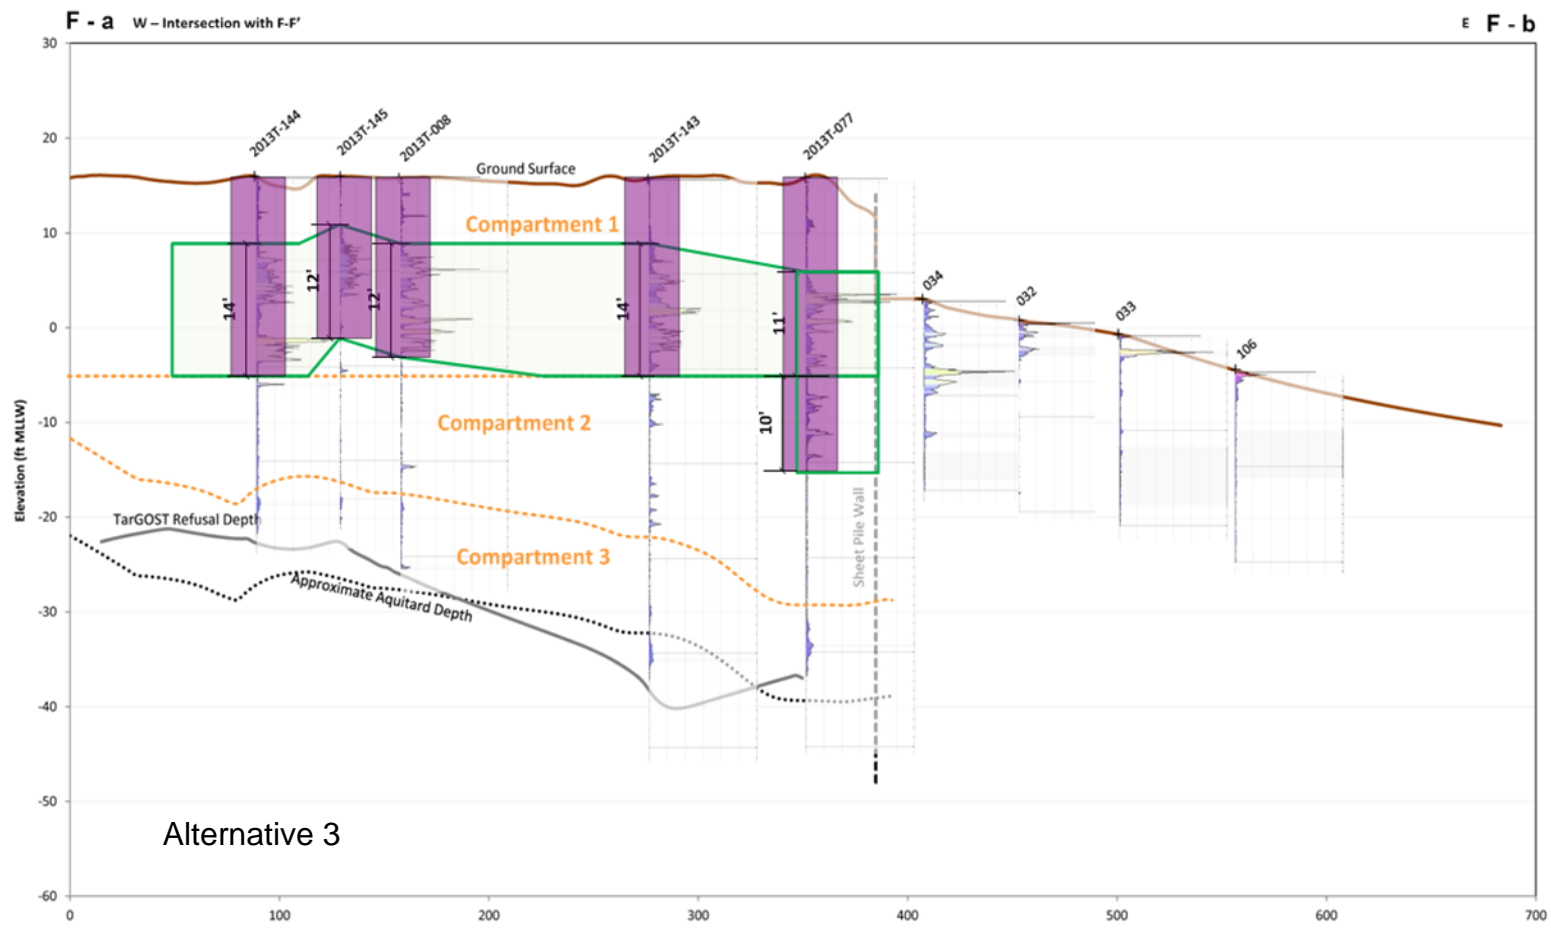 F - a W – Intersection with F-F'
E F - b
30
20
10
0
-10
-20
-30
-40
-50
-60
Elevation (ft MLLW)
2013T-144
2013T-145
2013T-008
2013T-143
2013T-077
Ground Surface
Compartment 1
034
032
033
106
14'
12'
12'
14'
11'
10'
Compartment 2
Sheet Pile Wall
TarGOST Refusal Depth
Compartment 3
Approximate Aquitard Depth
Alternative 3
0 100 200 300 400 500 600 700